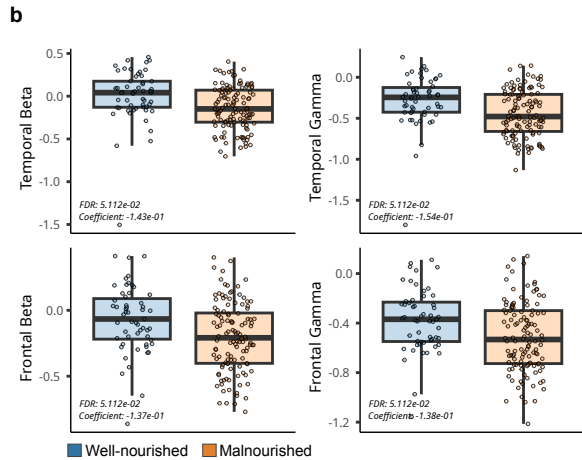 b
Temporal Beta
0.5
0.0
-0.5
-1.0
-1.5
FDR: 5.112e-02
Coefficient: -1.43e-01
Temporal Gamma
-0.0
-0.5
-1.0
-1.5
FDR: 5.112e-02
Coefficient: -1.54e-01
Frontal Beta
0.0
-0.5
FDR: 5.112e-02
Coefficient: -1.37e-01
Frontal Gamma
0.0
-0.4
-0.8
-1.2
FDR: 5.112e-02
Coefficient: -1.38e-01
Well-nourished Malnourished